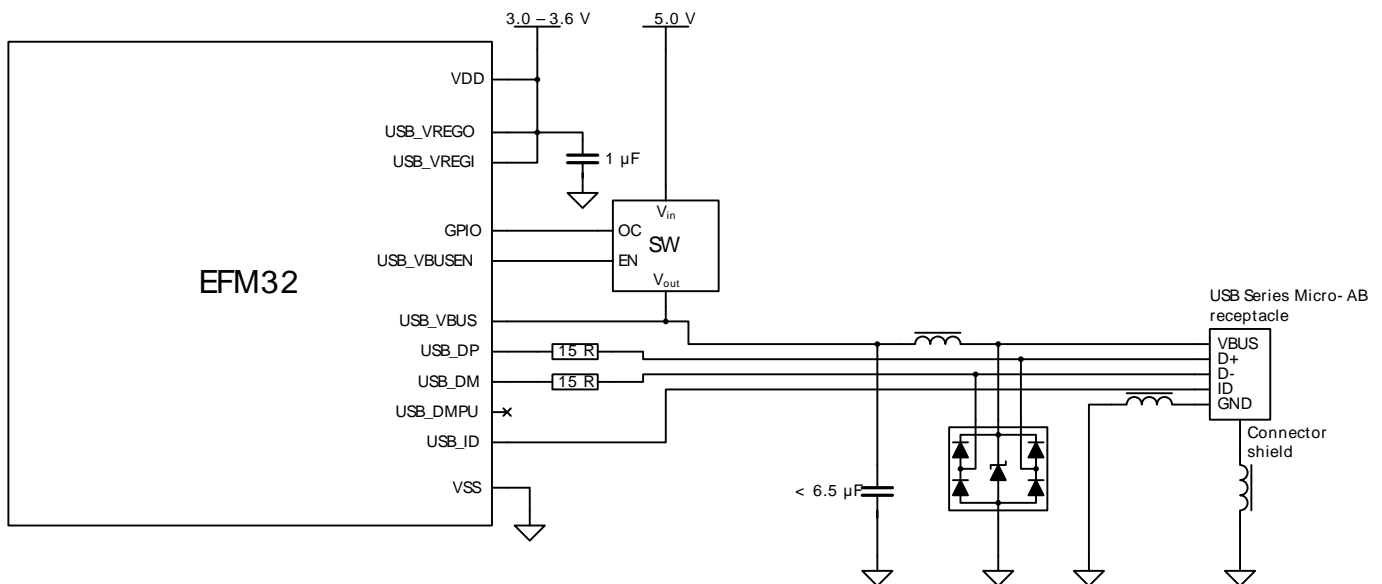 3.0 – 3.6 V
5.0 V
VDD
USB_VREGO
USB_VREGI
1 µF
Vin
GPIO
OC
SW
USB_VBUSEN
EN
EFM32
Vout
USB Series Micro-AB
receptacle
USB_VBUS
VBUS
USB_DP
15 R
D+
USB_DM
15 R
D-
ID
USB_DMPU
GND
USB_ID
Connector
shield
VSS
< 6.5 µF